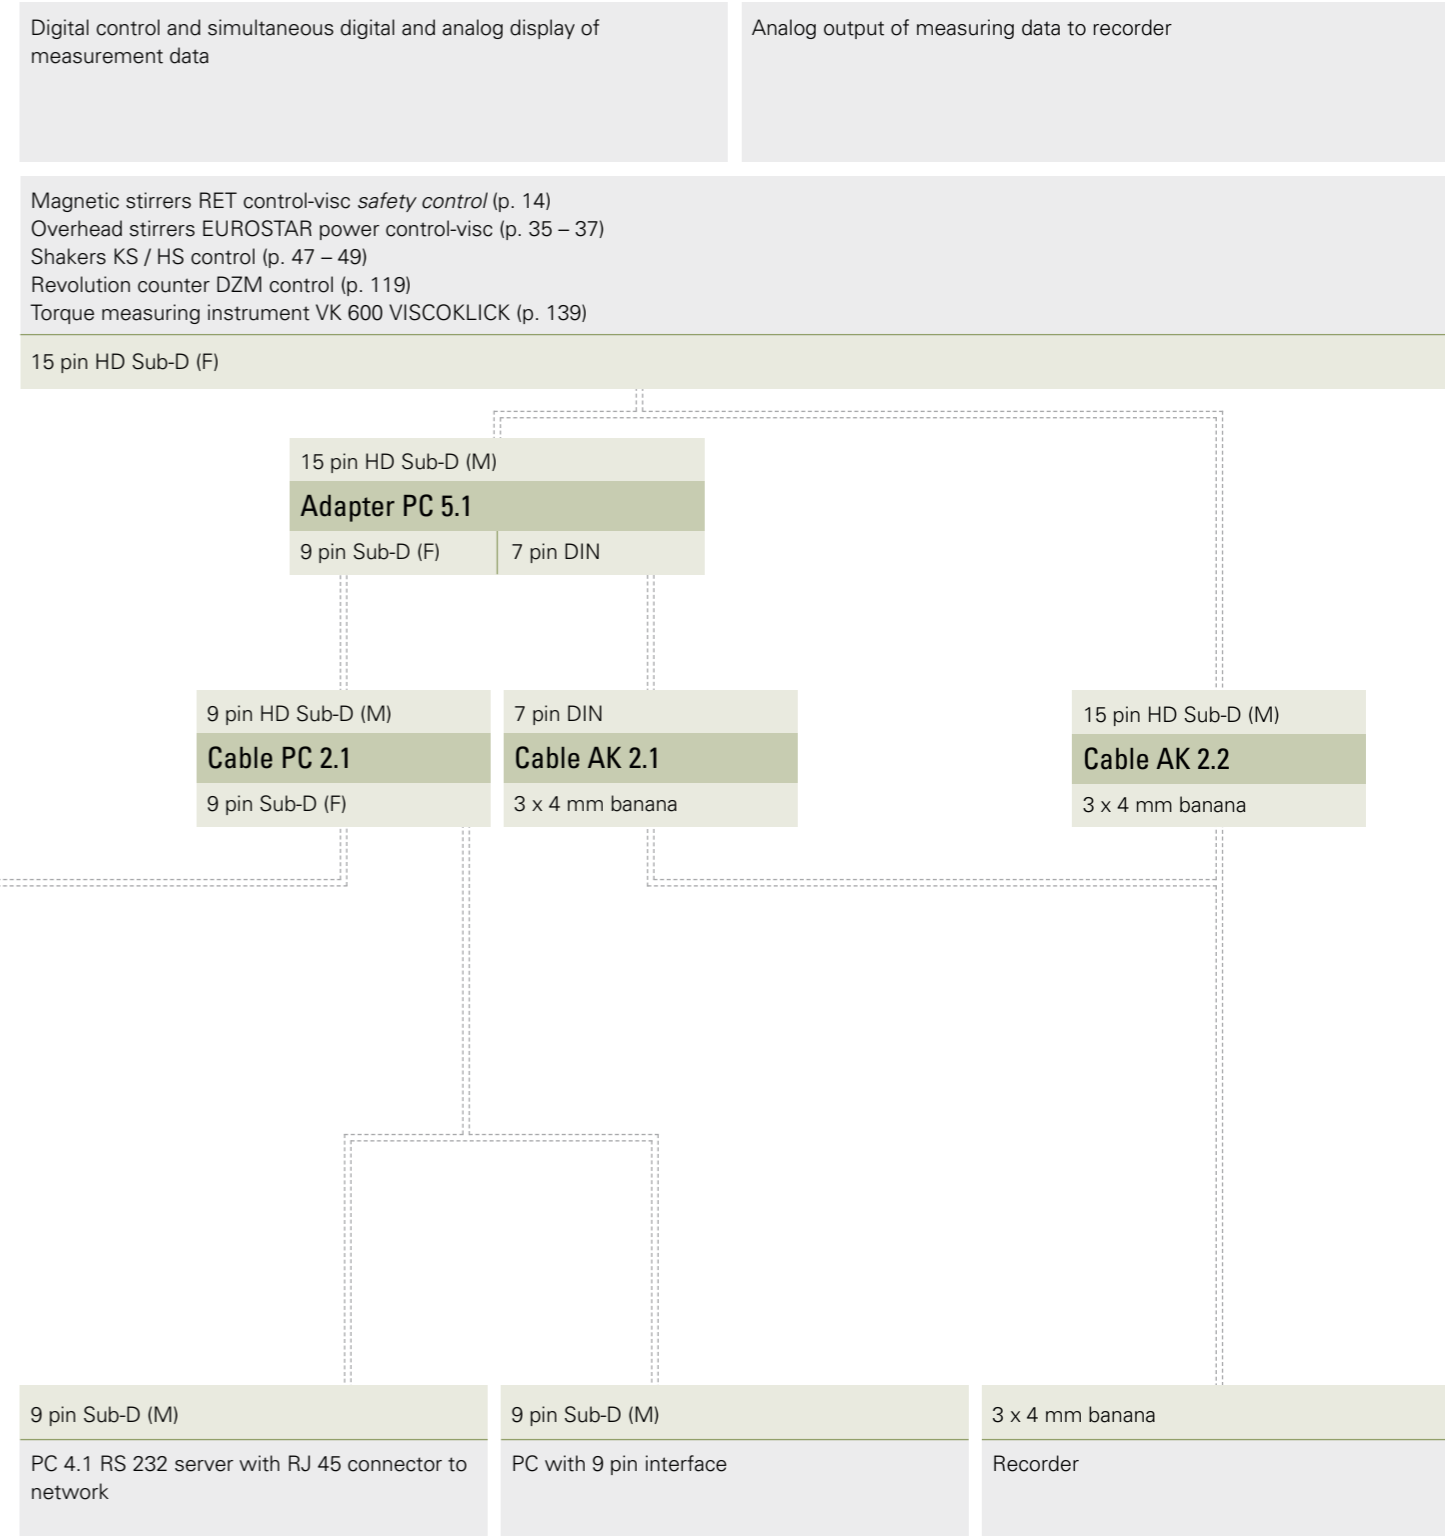 Digital control and simultaneous digital and analog display of
measurement data
Analog output of measuring data to recorder
Magnetic stirrers RET control-visc safety control (p. 14)
Overhead stirrers EUROSTAR power control-visc (p. 35 – 37)
Shakers KS / HS control (p. 47 – 49)
Revolution counter DZM control (p. 119)
Torque measuring instrument VK 600 VISCOKLICK (p. 139)
15 pin HD Sub-D (F)
15 pin HD Sub-D (M)
Adapter PC 5.1
9 pin Sub-D (F)
7 pin DIN
9 pin HD Sub-D (M)
Cable PC 2.1
9 pin Sub-D (F)
7 pin DIN
Cable AK 2.1
3 x 4 mm banana
15 pin HD Sub-D (M)
Cable AK 2.2
3 x 4 mm banana
9 pin Sub-D (M)
PC 4.1 RS 232 server with RJ 45 connector to
network
9 pin Sub-D (M)
PC with 9 pin interface
3 x 4 mm banana
Recorder